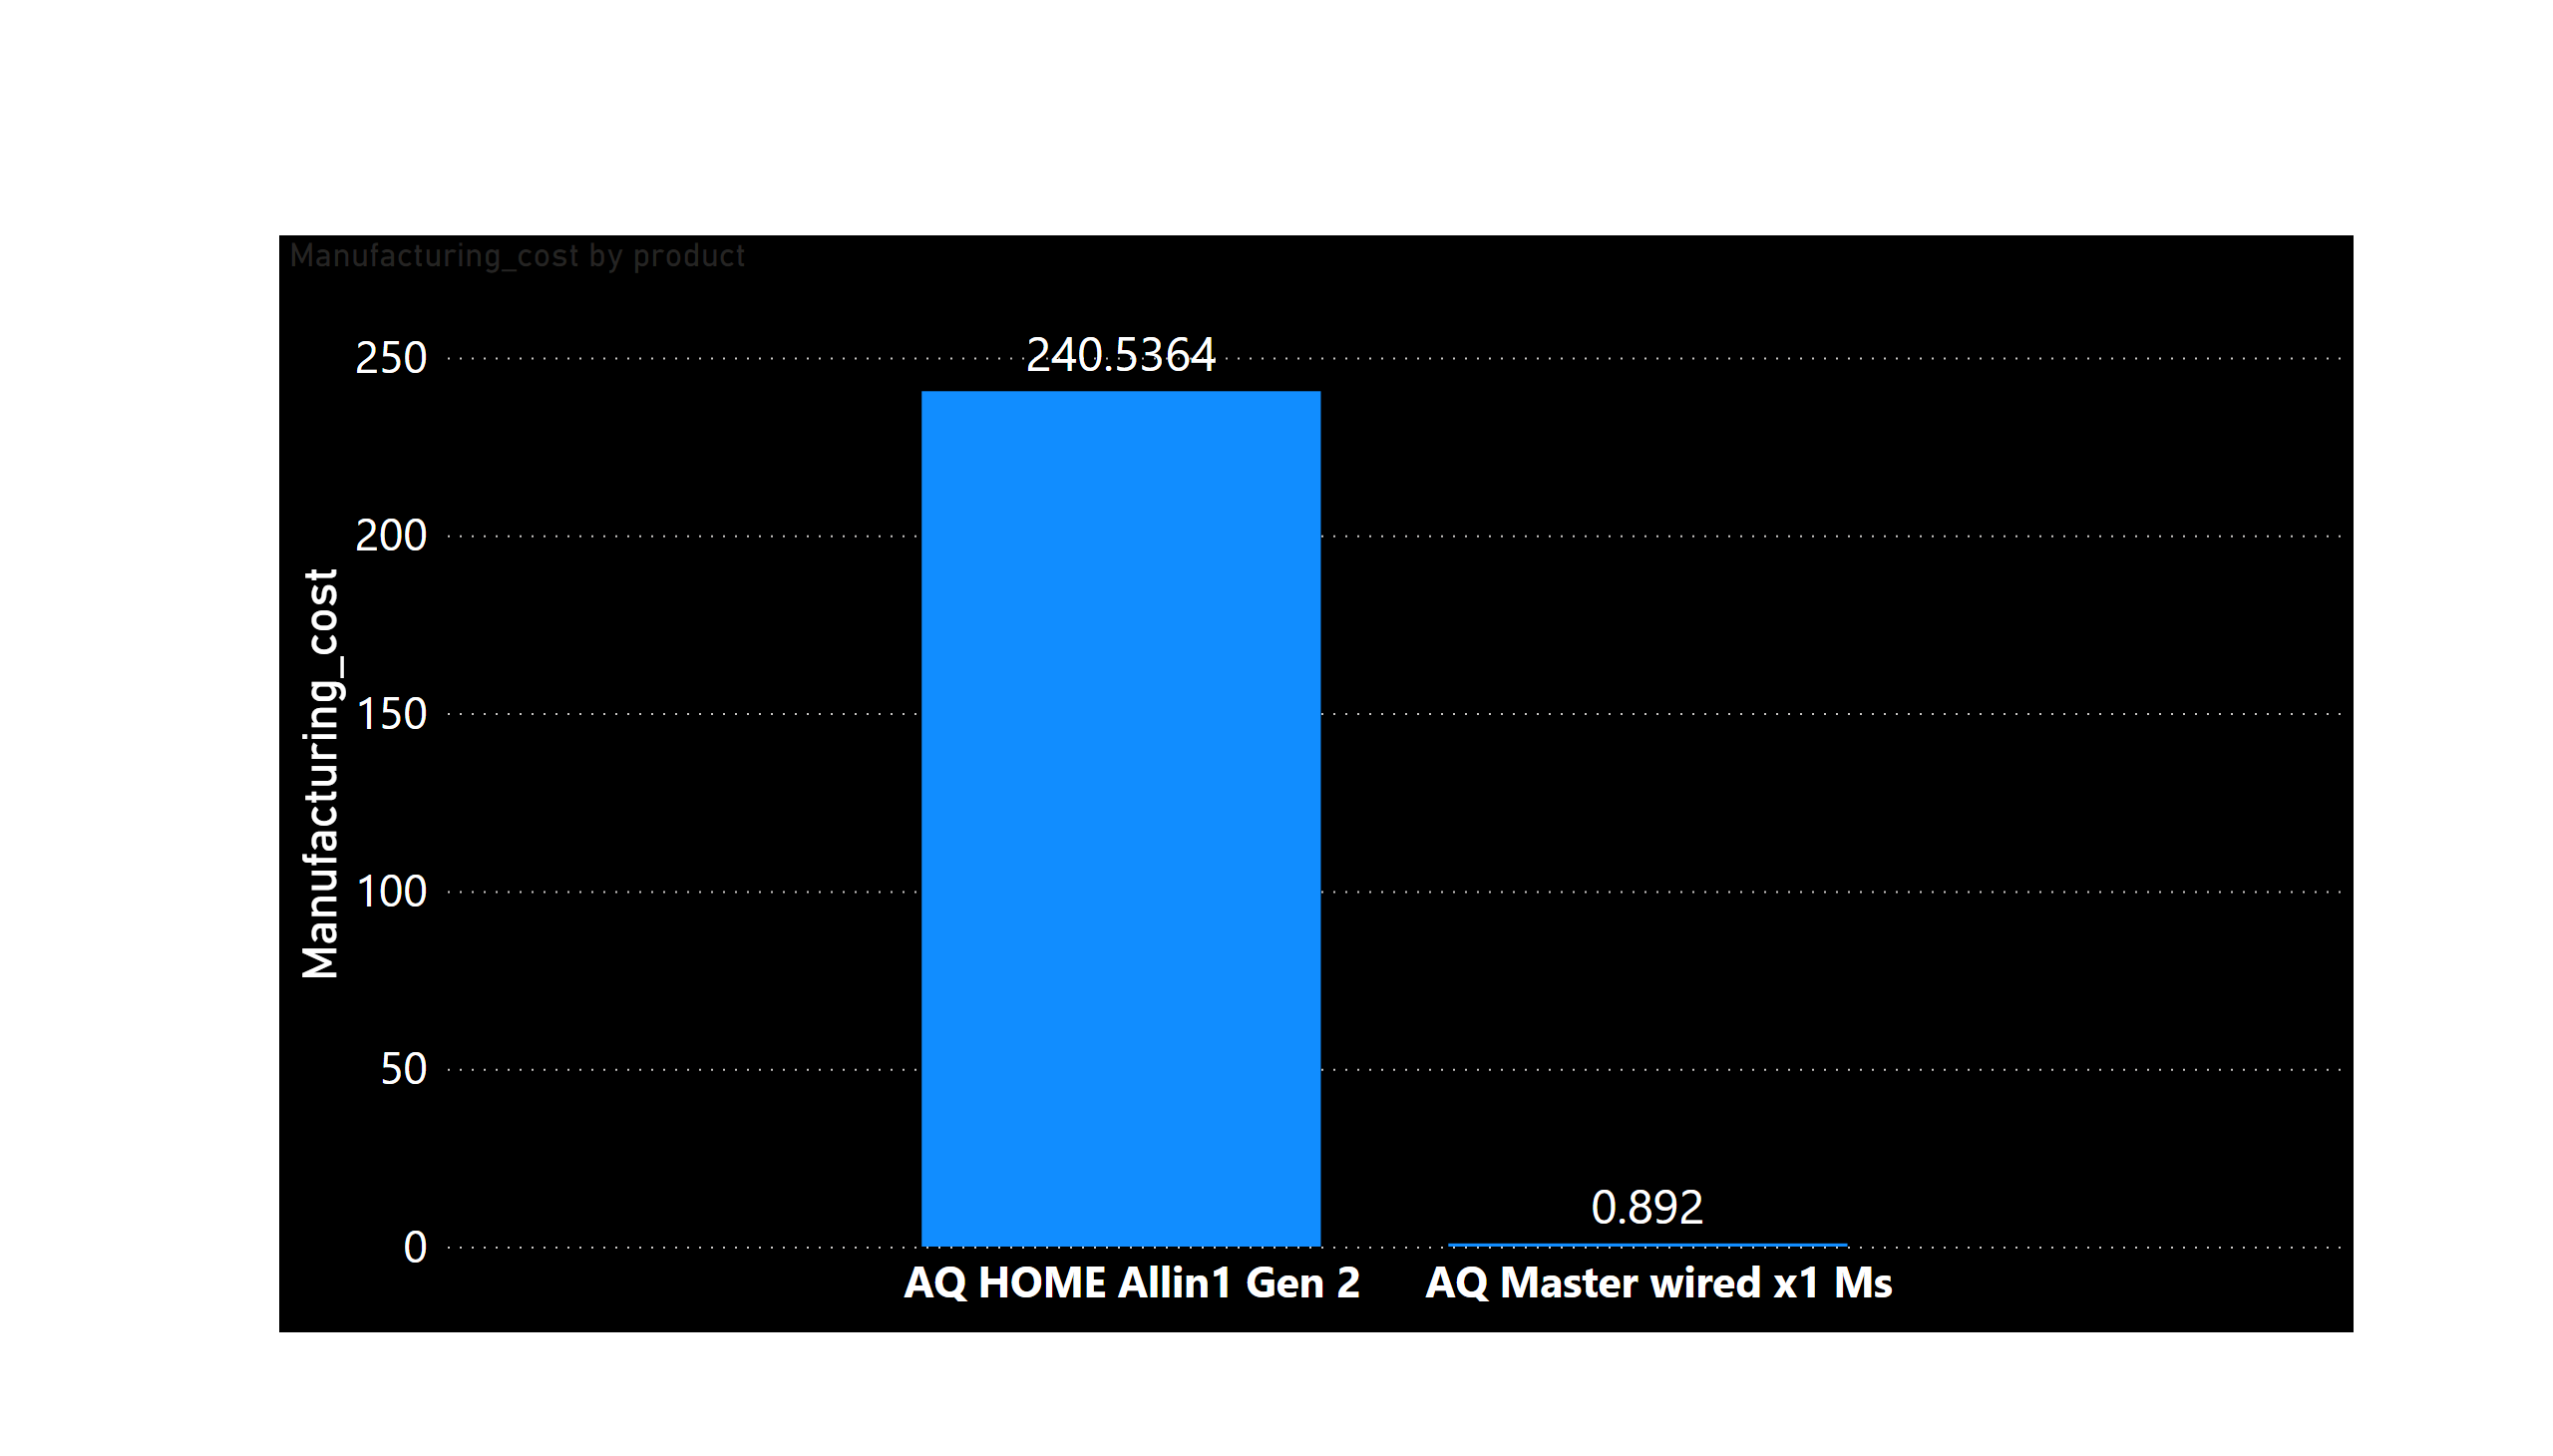 Manufacturing_cost by product
Manufacturing_cost
250
200
150
100
50
0
240.5364
0.892
AQ HOME Allin1 Gen 2
AQ Master wired x1 Ms